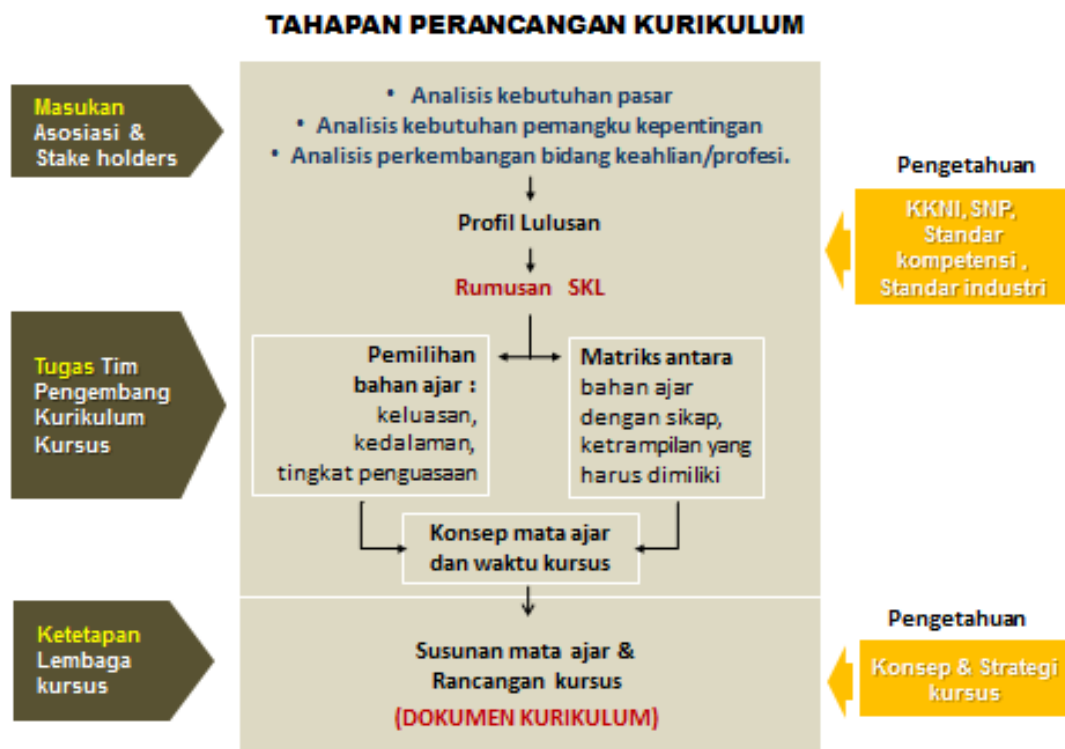 TAHAPAN PERANCANGAN KURIKULUM
Masukan
Asosiasi &
Stake holders
• Analisis kebutuhan pasar
• Analisis kebutuhan pemangku kepentingan
• Analisis perkembangan bidang keahlian/profesi.
Profil Lulusan
Rumusan SKL
Pengetahuan
KKNI, SNP,
Standar
kompetensi ,
Standar industri
Tugas Tim
Pengembang
Kurikulum
Kursus
Pemilihan
bahan ajar :
keluasan,
kedalaman,
tingkat penguasaan
Matriks antara
bahan ajar
dengan sikap,
ketrampilan yang
harus dimiliki
Konsep mata ajar
dan waktu kursus
Ketetapan
Lembaga
kursus
Susunan mata ajar &
Rancangan kursus
(DOKUMEN KURIKULUM)
Pengetahuan
Konsep & Strategi
kursus